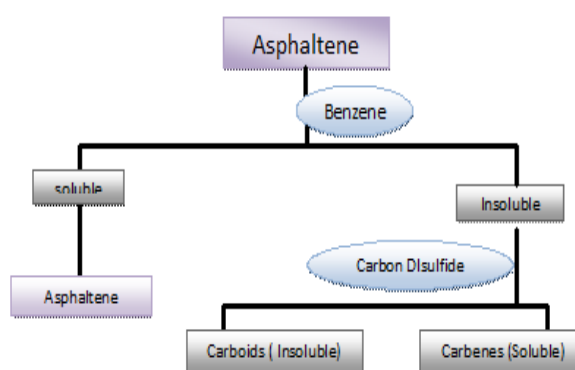 Asphaltene
Benzene
soluble
Insoluble
Asphaltene
Carbon DIsulfide
Carboids ( Insoluble)
Carbenes (Soluble)